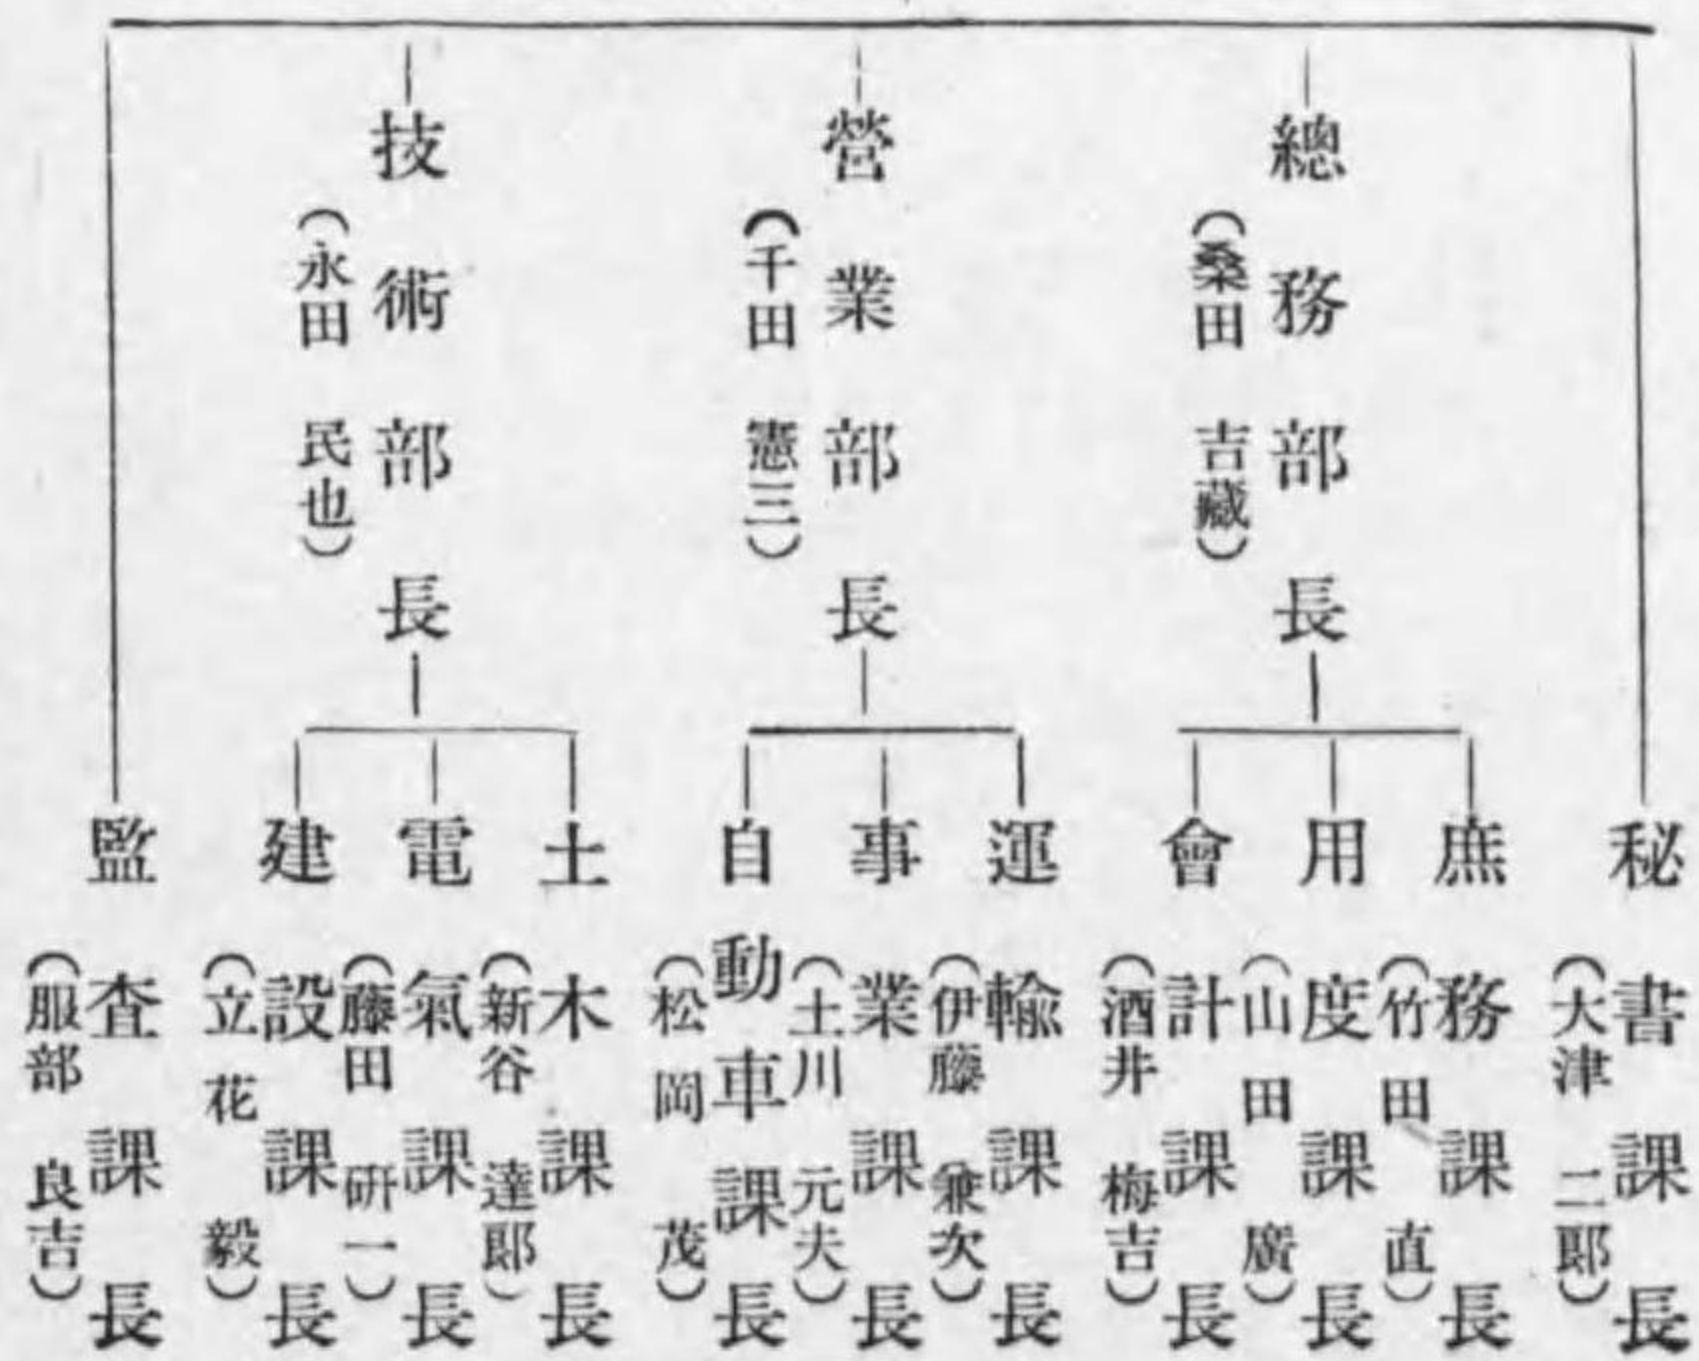 秘書課長
(大津二郎)
總務部長
(桑田吉藏)
庶務課長
(竹田直)
用度課長
(山田廣)
會計課長
(酒井梅吉)
營業部長
(千田憲三)
運輸課長
(伊藤兼次)
事業課長
(土川元夫)
自動車課長
(松岡茂)
技術部長
(永田民也)
土木課長
(新谷達郎)
電氣課長
(藤田研一)
建設課長
(立花毅)
監査課長
(服部良吉)